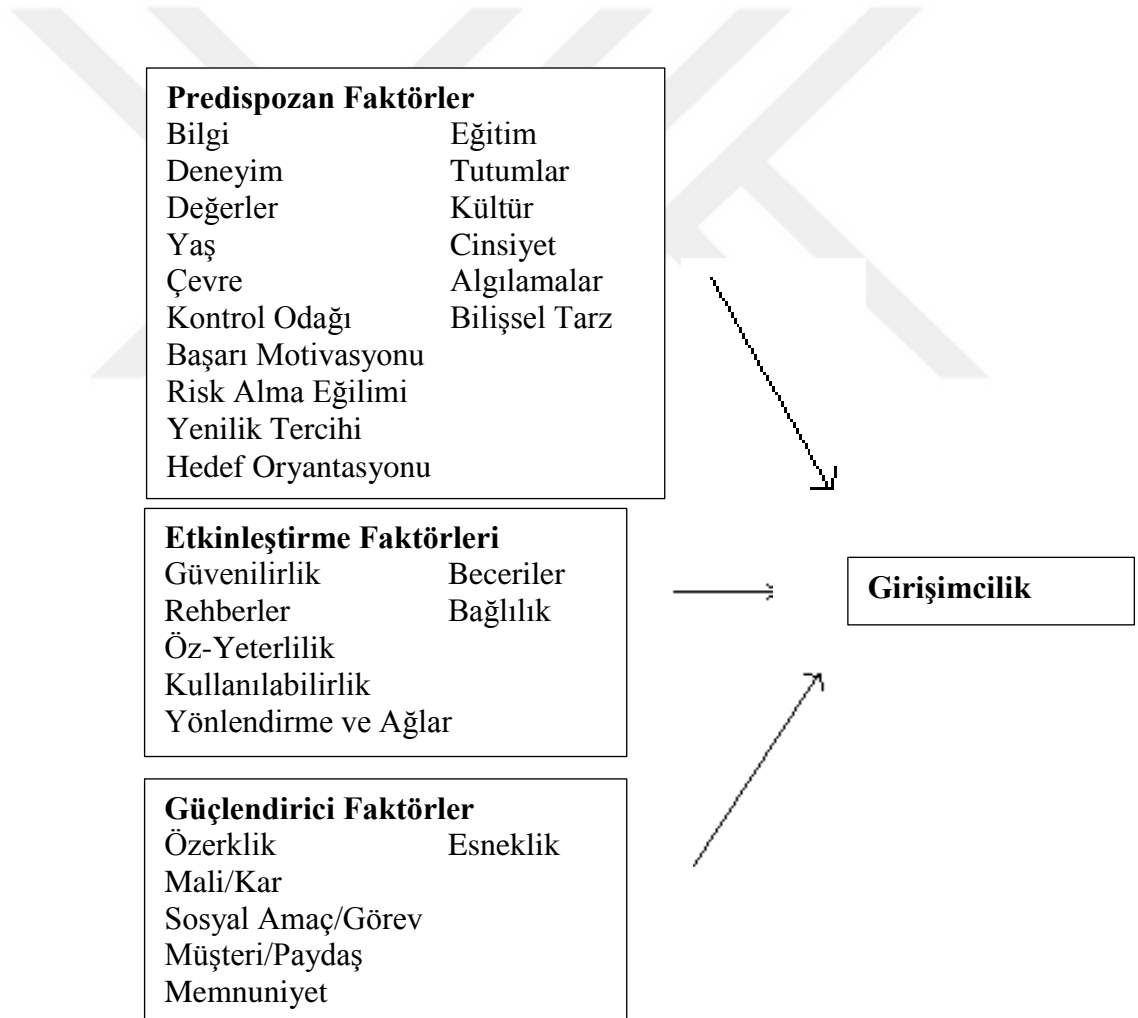 Predispozan Faktörler
Bilgi Eğitim
Deneyim Tutumlar
Değerler Kültür
Yaş Cinsiyet
Çevre Algılamalar
Kontrol Odağı Bilişsel Tarz
Başarı Motivasyonu
Risk Alma Eğilimi
Yenilik Tercihi
Hedef Oryantasyonu
Etkinleştirme Faktörleri
Güvenilirlik Beceriler
Rehberler Bağlılık
Öz-Yeterlilik
Kullanılabilirlik
Yönlendirme ve Ağlar
Girişimcilik
Güçlendirici Faktörler
Özerklik Esneklik
Mali/Kar
Sosyal Amaç/Görev
Müşteri/Paydaş
Memnuniyet